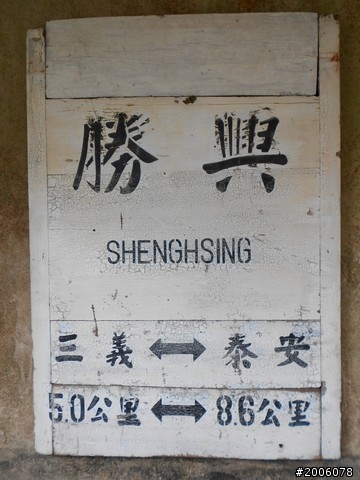 勝 興
SHENGHSING
三 義 ↔ 泰 安
5.0公里 ↔ 8.6公里
#2006078